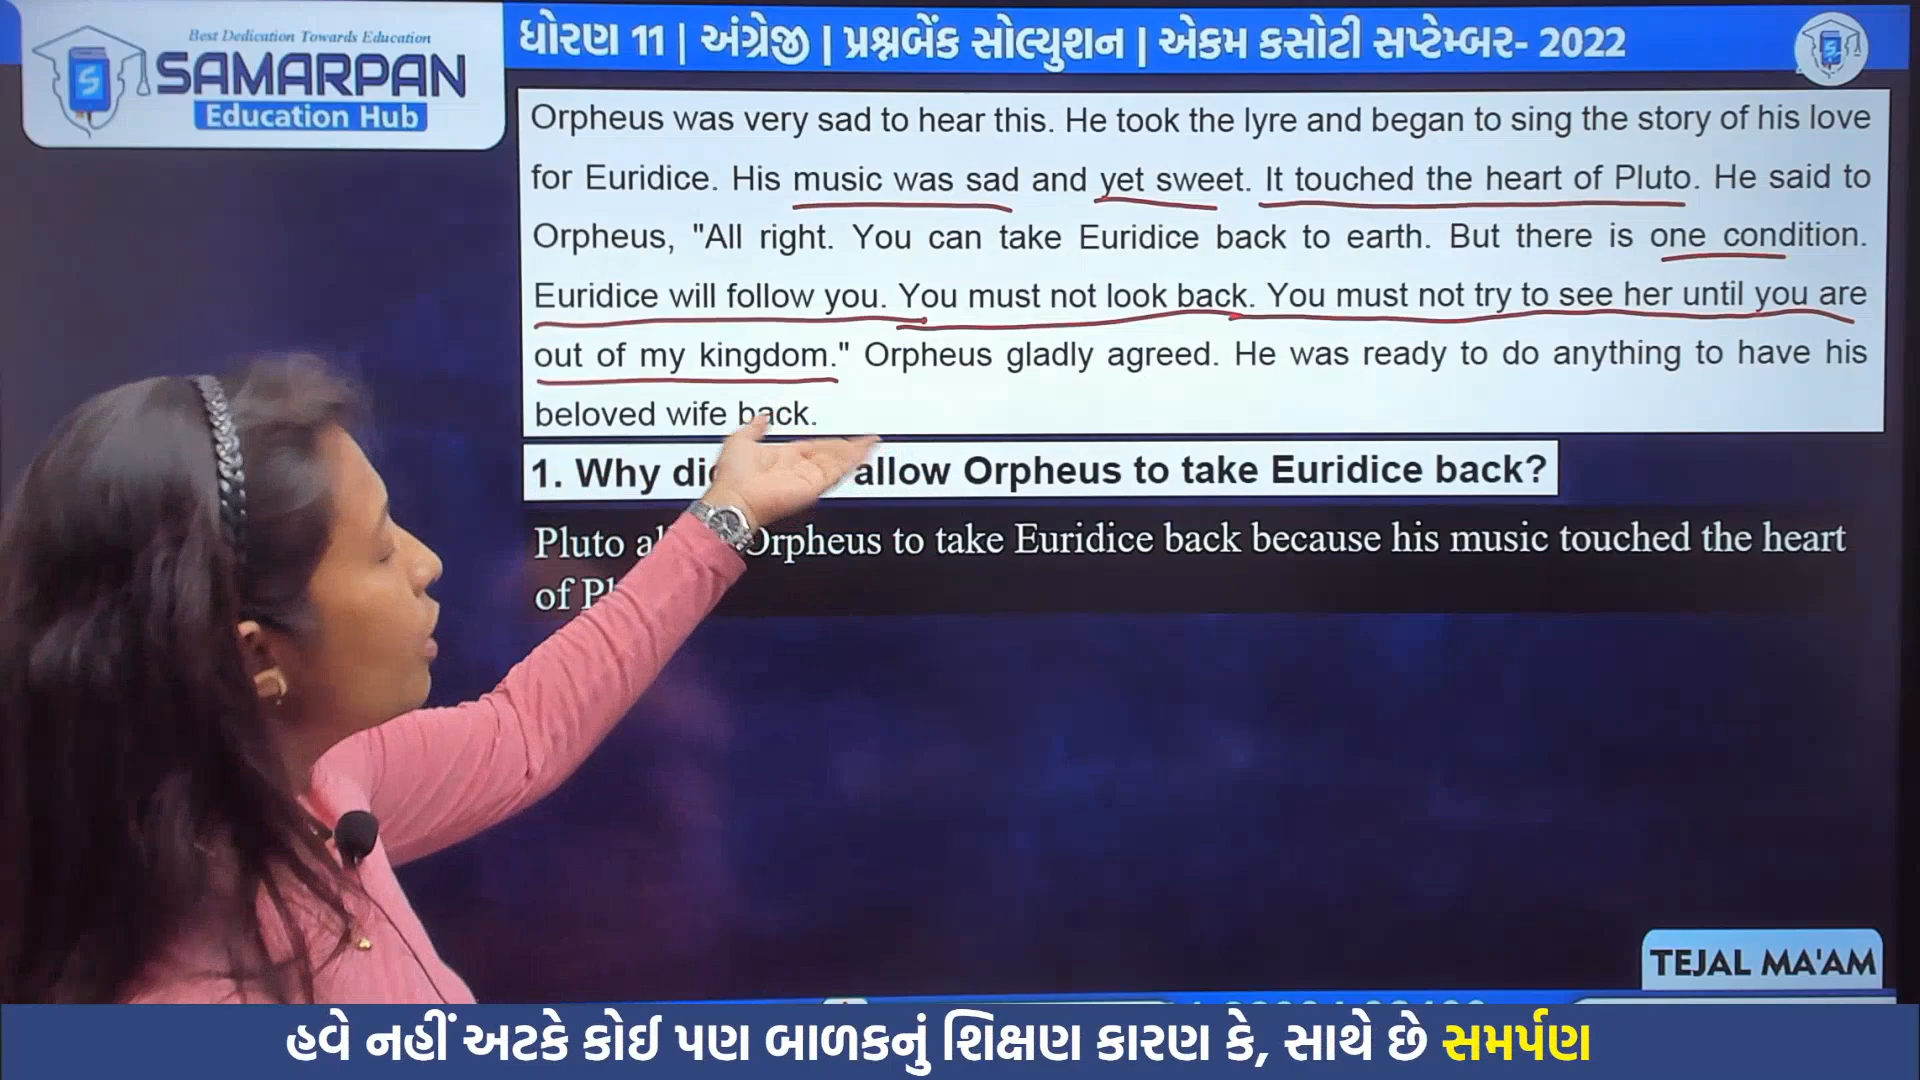 Best Dedication Towards Education
SAMARPAN
Education Hub
ધોરણ 11 | અંગ્રેજી | પ્રશ્નબેંક સોલ્યુશન | એકમ કસોટી સપ્ટેમ્બર- 2022
Orpheus was very sad to hear this. He took the lyre and began to sing the story of his love
for Euridice. His music was sad and yet sweet. It touched the heart of Pluto. He said to
Orpheus, "All right. You can take Euridice back to earth. But there is one condition.
Euridice will follow you. You must not look back. You must not try to see her until you are
out of my kingdom." Orpheus gladly agreed. He was ready to do anything to have his
beloved wife back.
1. Why allow Orpheus to take Euridice back?
Pluto Orpheus to take Euridice back because his music touched the heart
of
TEJAL MA'AM
હવે નહીં અટકે કોઈ પણ બાળકનું શિક્ષણ કારણ કે, સાથે છે સમર્પણ